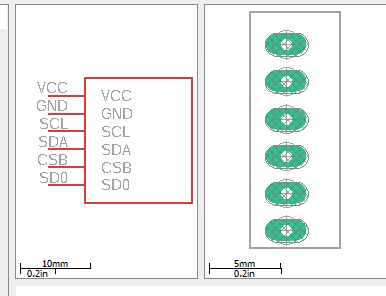 VCC VCC
GND GND
SCL SCL
SDA SDA
CSB CSB
SD0 SD0
10mm
0.2in
5mm
0.2in